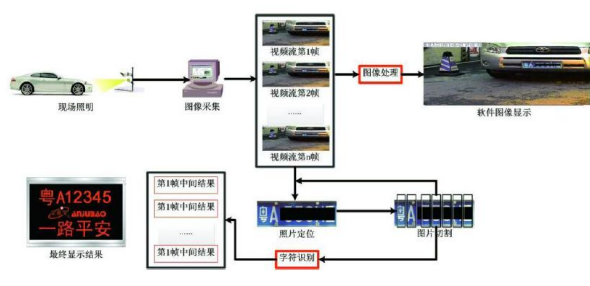 视频流第1帧
视频流第2帧
......
视频流第n帧
现场照明
图像采集
图像处理
软件图像显示
粤A12345
ANJUBAO
一路平安
最终显示结果
第1帧中间结果
第1帧中间结果
......
第1帧中间结果
A
照片定位
A
图片切割
字符识别